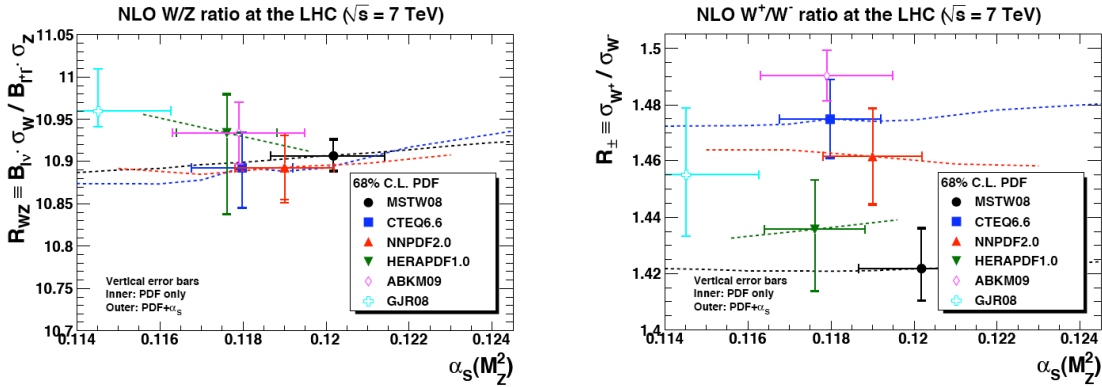 NLO W/Z ratio at the LHC (√s = 7 TeV)
R_WZ ≡ B_lν · σ_W / B_l⁺l⁻ · σ_Z
11.05
11
10.95
10.9
10.85
10.8
10.75
10.7
68% C.L. PDF
MSTW08
CTEQ6.6
NNPDF2.0
HERAPDF1.0
ABKM09
GJR08
Vertical error bars
Inner: PDF only
Outer: PDF+α_S
0.114 0.116 0.118 0.12 0.122 0.124
α_S(M_Z²)
NLO W⁺/W⁻ ratio at the LHC (√s = 7 TeV)
R_± ≡ σ_W⁺ / σ_W⁻
1.5
1.48
1.46
1.44
1.42
1.4
68% C.L. PDF
MSTW08
CTEQ6.6
NNPDF2.0
HERAPDF1.0
ABKM09
GJR08
Vertical error bars
Inner: PDF only
Outer: PDF+α_S
0.114 0.116 0.118 0.12 0.122 0.124
α_S(M_Z²)